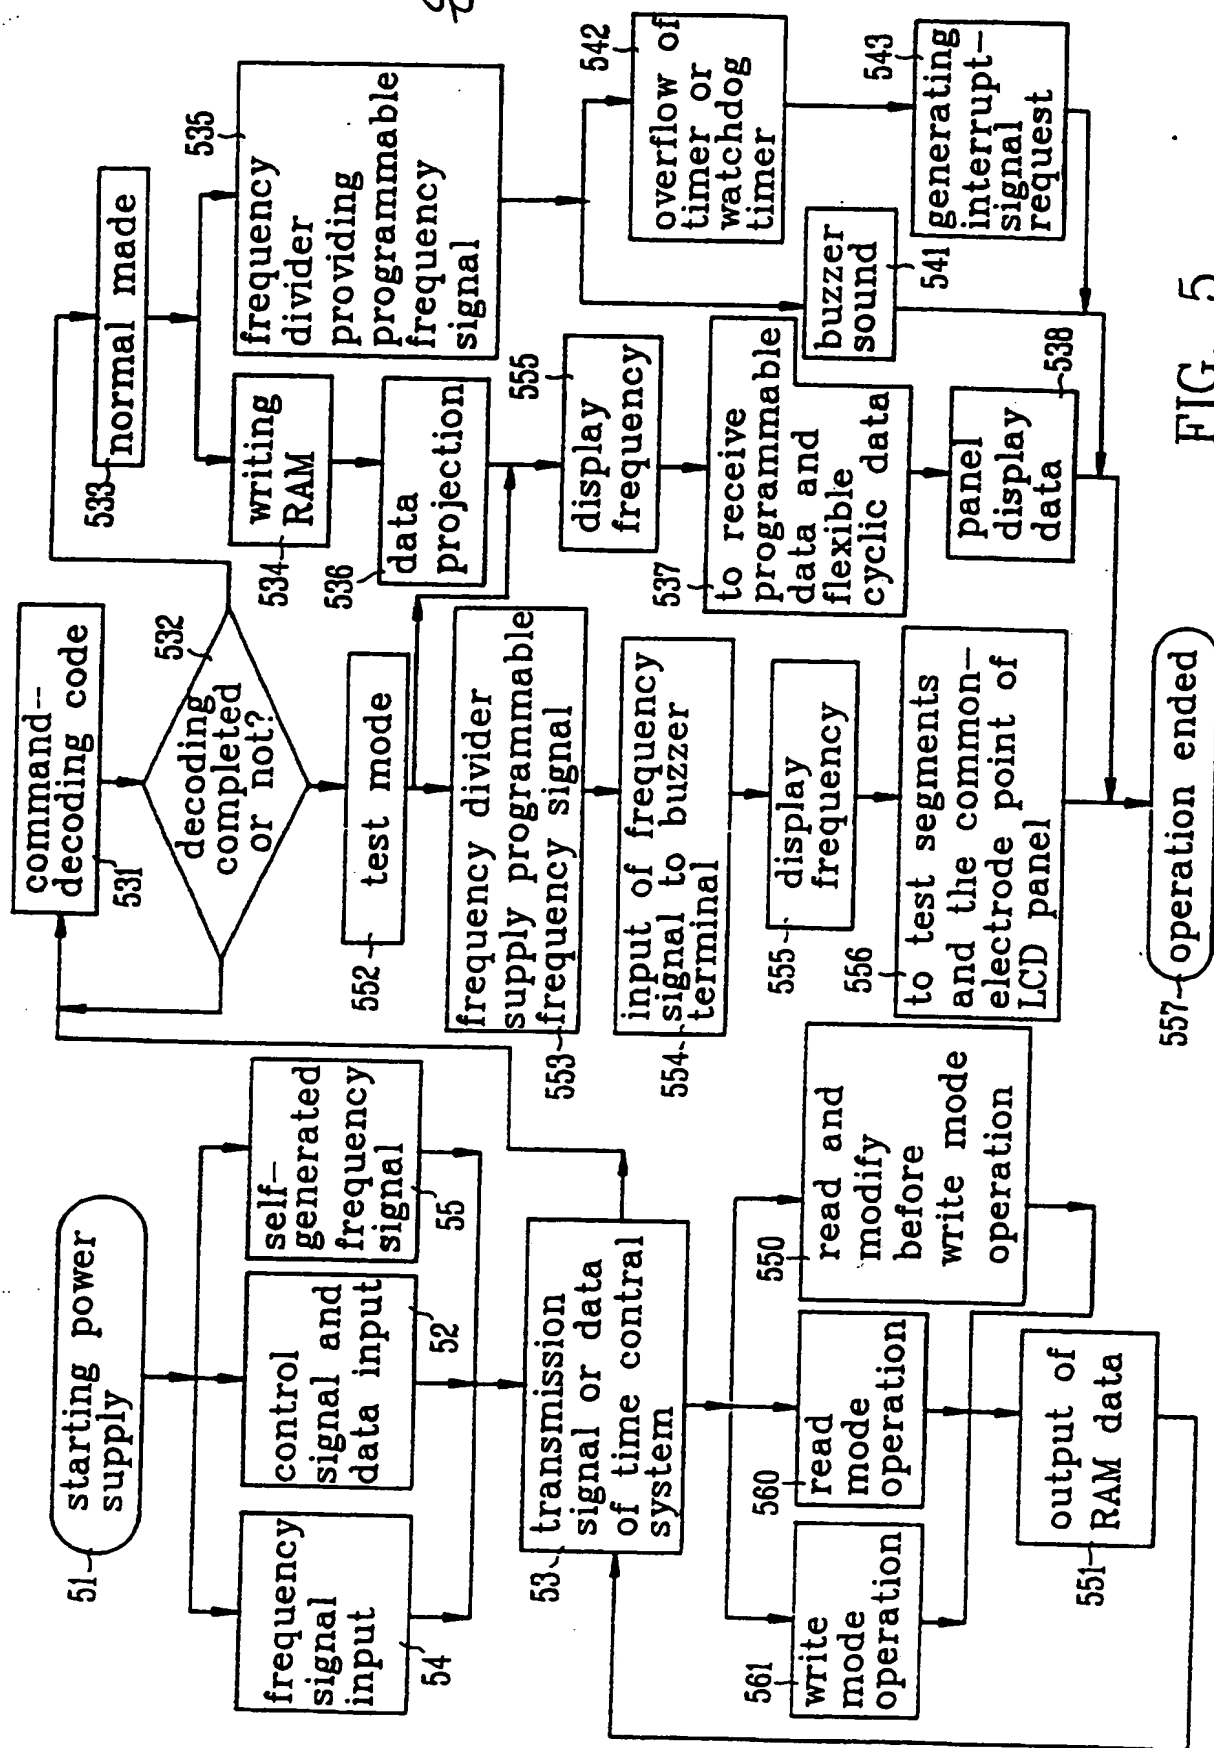 starting power
supply
51
frequency
signal
input
54
control
signal and
data input
52
self-
generated
frequency
signal
55
transmission
signal or data
of time contral
system
53
write
mode
operation
561
read
mode
operation
560
read and
modify
before
write mode
operation
550
output of
RAM data
551
command-
decoding code
531
decoding
completed
or not?
532
test mode
552
frequency divider
supply programmable
frequency signal
553
input of frequency
signal to buzzer
terminal
554
display
frequency
555
to test segments
and the common-
electrode point of
LCD panel
556
operation ended
557
normal made
533
writing
RAM
534
data
projection
536
display
frequency
555
to receive
programmable
data and
flexible
cyclic data
537
panel
display
data
538
frequency
divider
providing
programmable
frequency
signal
535
buzzer
sound
541
overflow of
timer or
watchdog
timer
542
generating
interrupt-
signal
request
543
FIG. 5